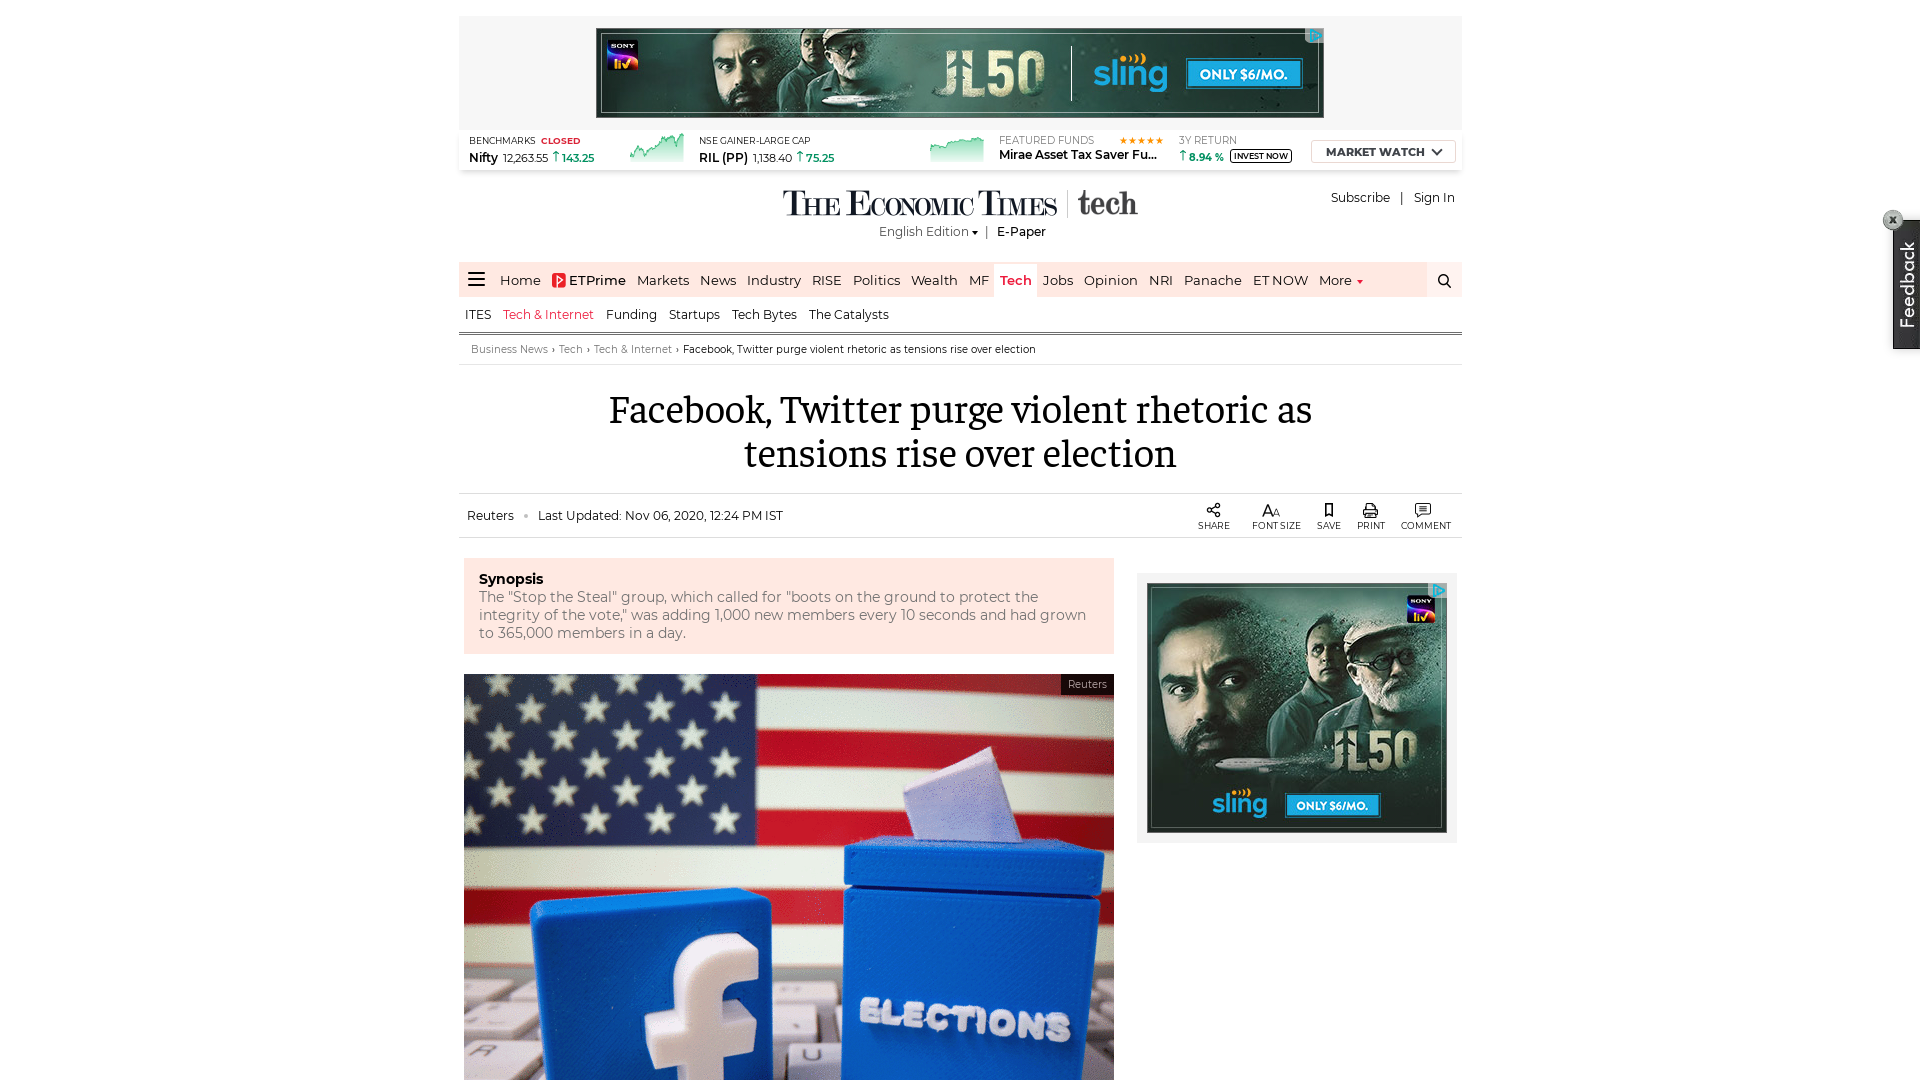 SONY
liv
JL50
sling
ONLY $6/MO.
BENCHMARKS CLOSED
Nifty 12,263.55 143.25
NSE GAINER-LARGE CAP
RIL (PP) 1,138.40 75.25
FEATURED FUNDS ★★★★★
Mirae Asset Tax Saver Fu...
3Y RETURN
8.94 % INVEST NOW
MARKET WATCH
THE ECONOMIC TIMES | tech
Subscribe | Sign In
English Edition | E-Paper
Feedback
Home ETPrime Markets News Industry RISE Politics Wealth MF Tech Jobs Opinion NRI Panache ET NOW More
ITES Tech & Internet Funding Startups Tech Bytes The Catalysts
Business News › Tech › Tech & Internet › Facebook, Twitter purge violent rhetoric as tensions rise over election
Facebook, Twitter purge violent rhetoric as
tensions rise over election
Reuters • Last Updated: Nov 06, 2020, 12:24 PM IST
SHARE FONT SIZE SAVE PRINT COMMENT
Synopsis
The "Stop the Steal" group, which called for "boots on the ground to protect the
integrity of the vote," was adding 1,000 new members every 10 seconds and had grown
to 365,000 members in a day.
Reuters
f
ELECTIONS
R
U
SONY
liv
JL50
sling
ONLY $6/MO.